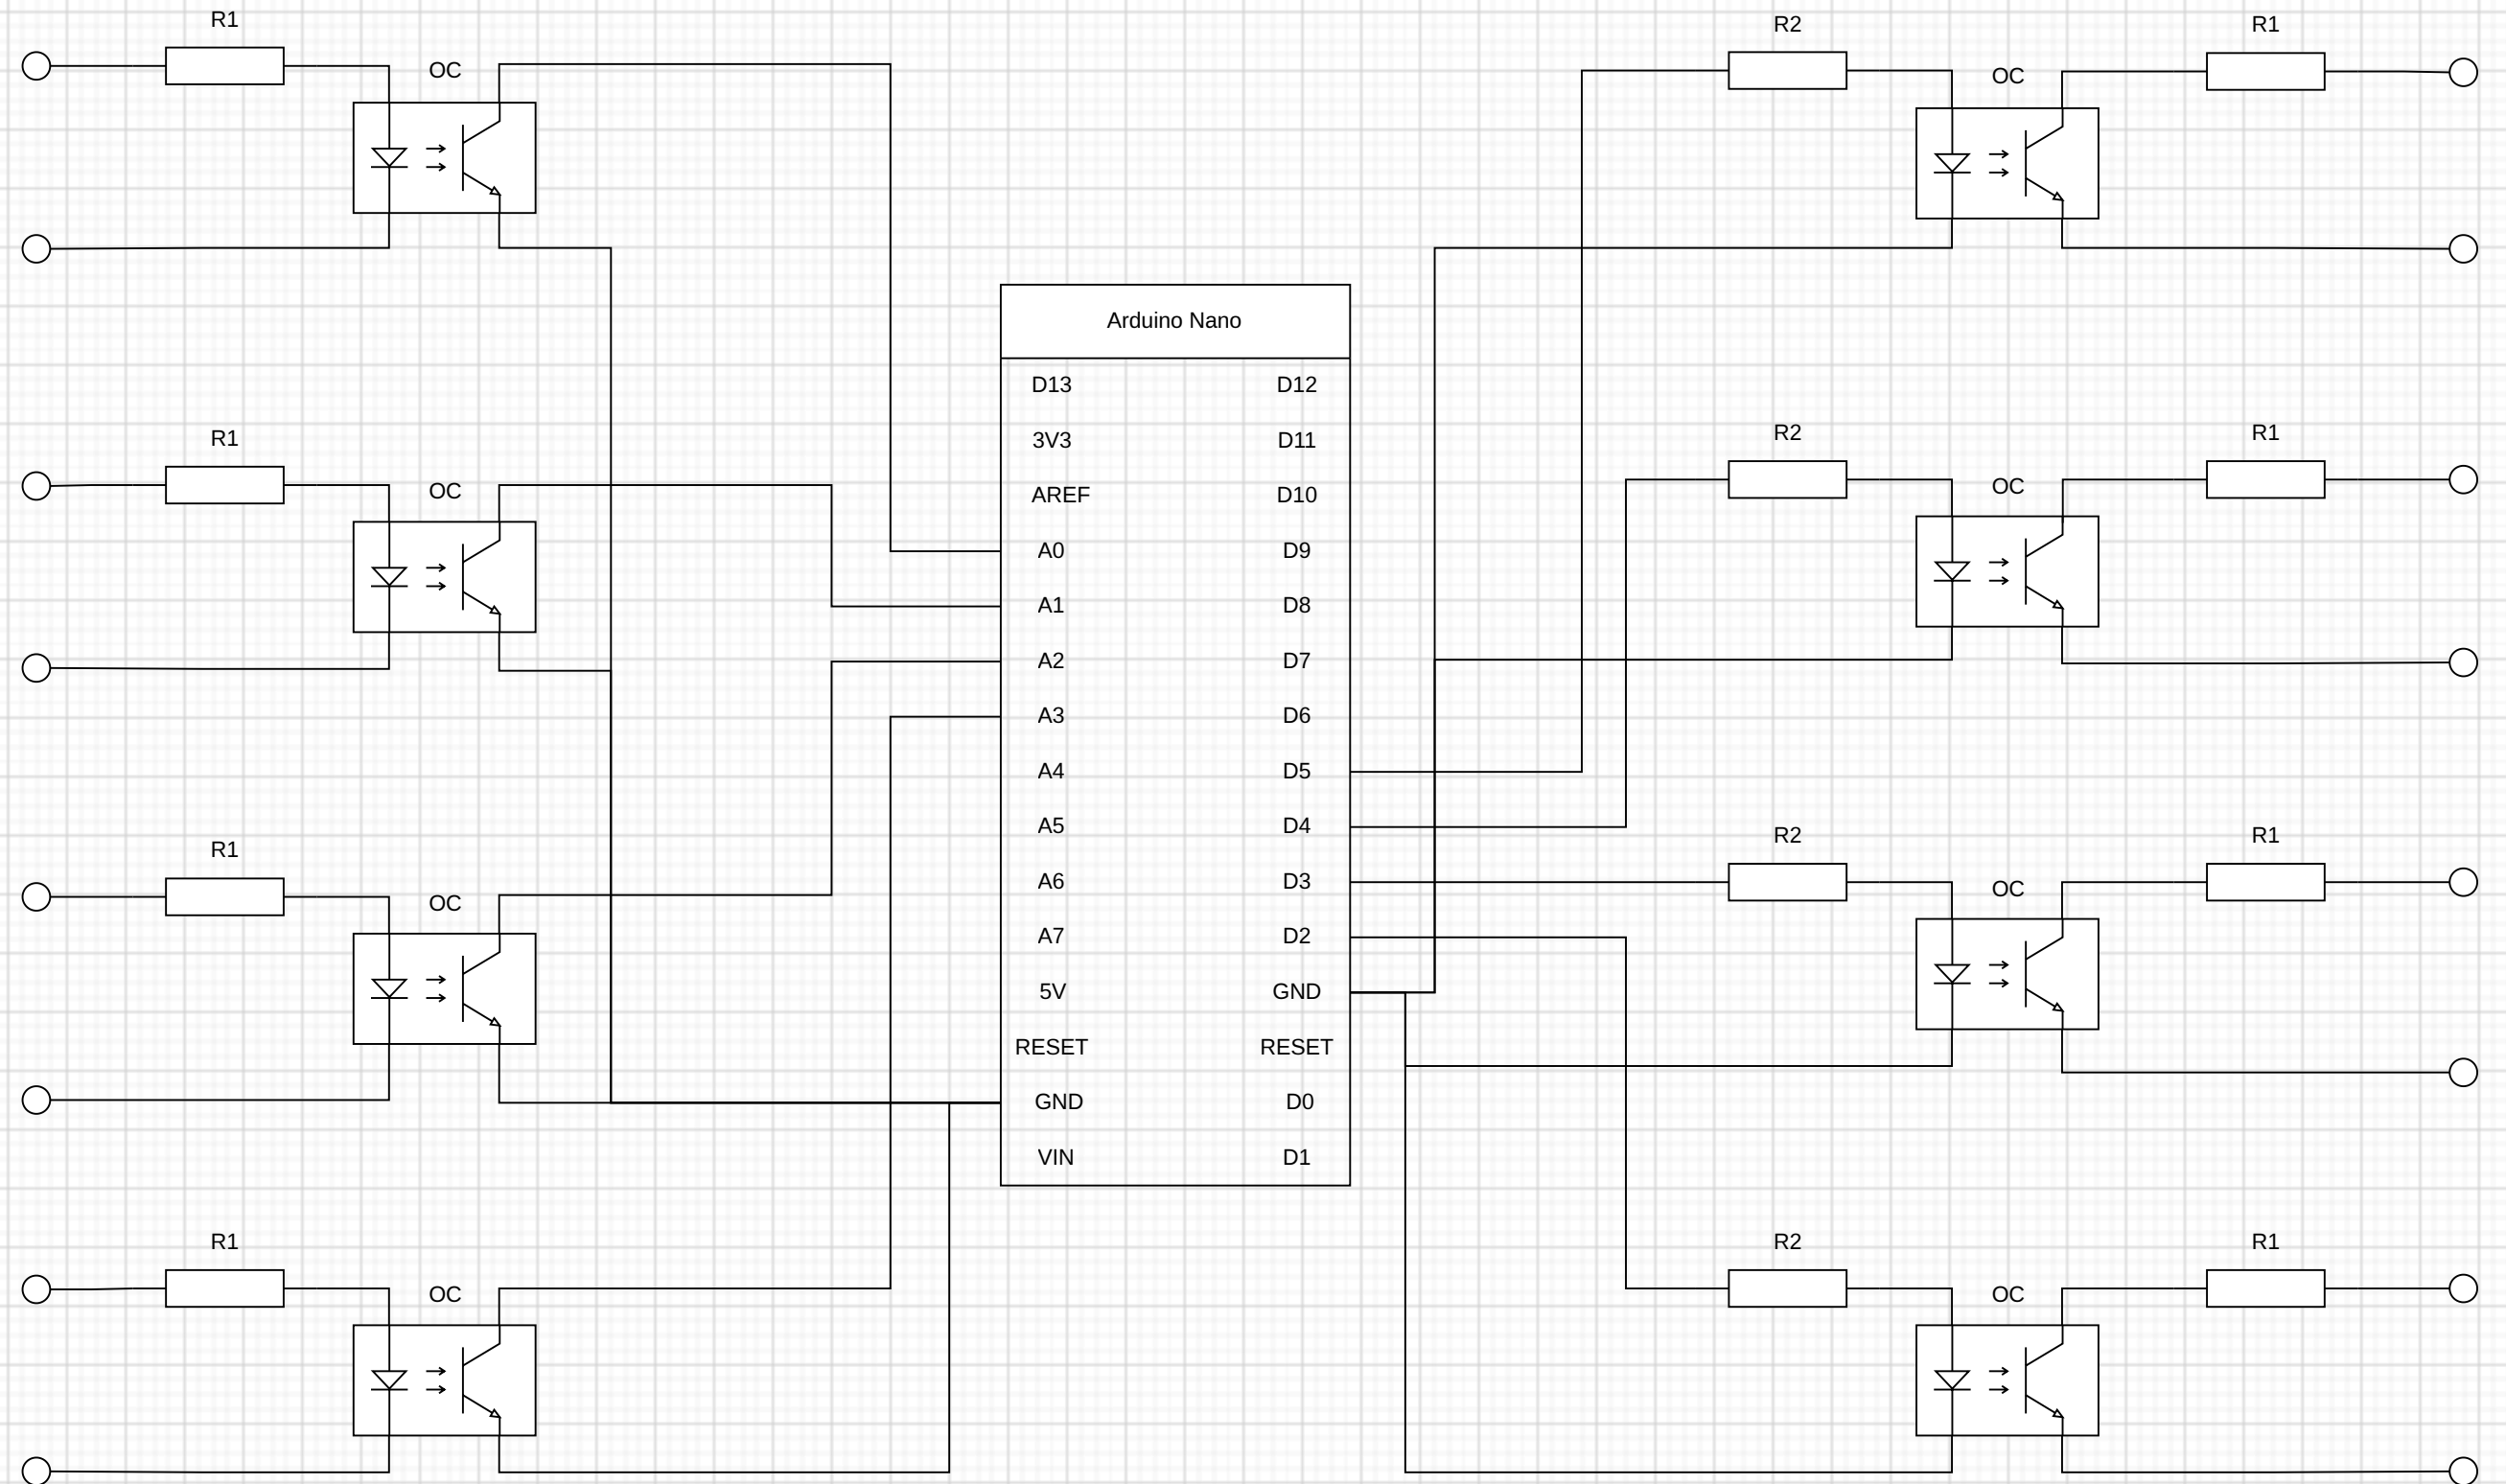 R1
R2
R1
OC
OC
Arduino Nano
D13 D12
3V3 D11
R1
R2
R1
OC
OC
AREF D10
A0 D9
A1 D8
A2 D7
A3 D6
A4 D5
A5 D4
R1
R2
R1
OC
OC
A6 D3
A7 D2
5V GND
RESET RESET
GND D0
VIN D1
R1
R2
R1
OC
OC